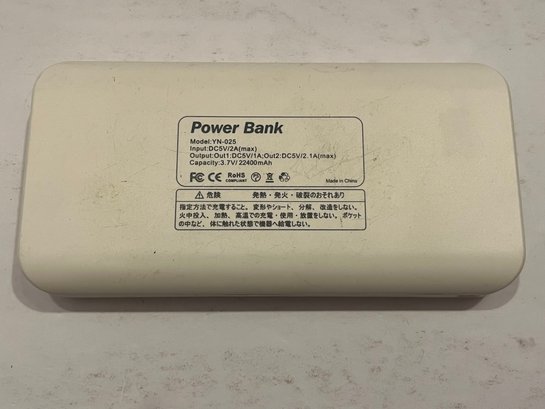 Power Bank
Model:YN-025
Input:DC5V/2A(max)
Output:Out1:DC5V/1A;Out2:DC5V/2.1A(max)
Capacity:3.7V/22400mAh
FC CE RoHS
COMPLIANT
Made in China
⚠危険 発熱・発火・破裂のおそれあり
指定方法で充電すること。変形やショート、分解、改造をしない。
火中投入、加熱、高温での充電・使用・放置をしない。ポケット
の中など、体に触れた状態で機器へ給電しない。